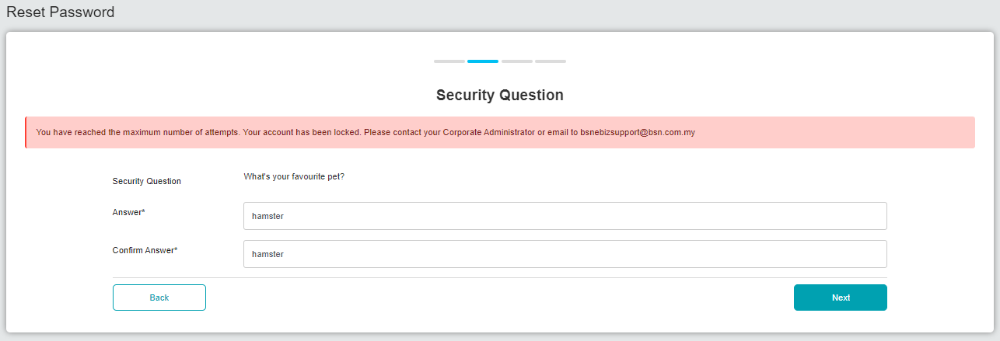 Reset Password
Security Question
You have reached the maximum number of attempts. Your account has been locked. Please contact your Corporate Administrator or email to bsnebizsupport@bsn.com.my
Security Question What's your favourite pet?
Answer* hamster
Confirm Answer* hamster
Back Next